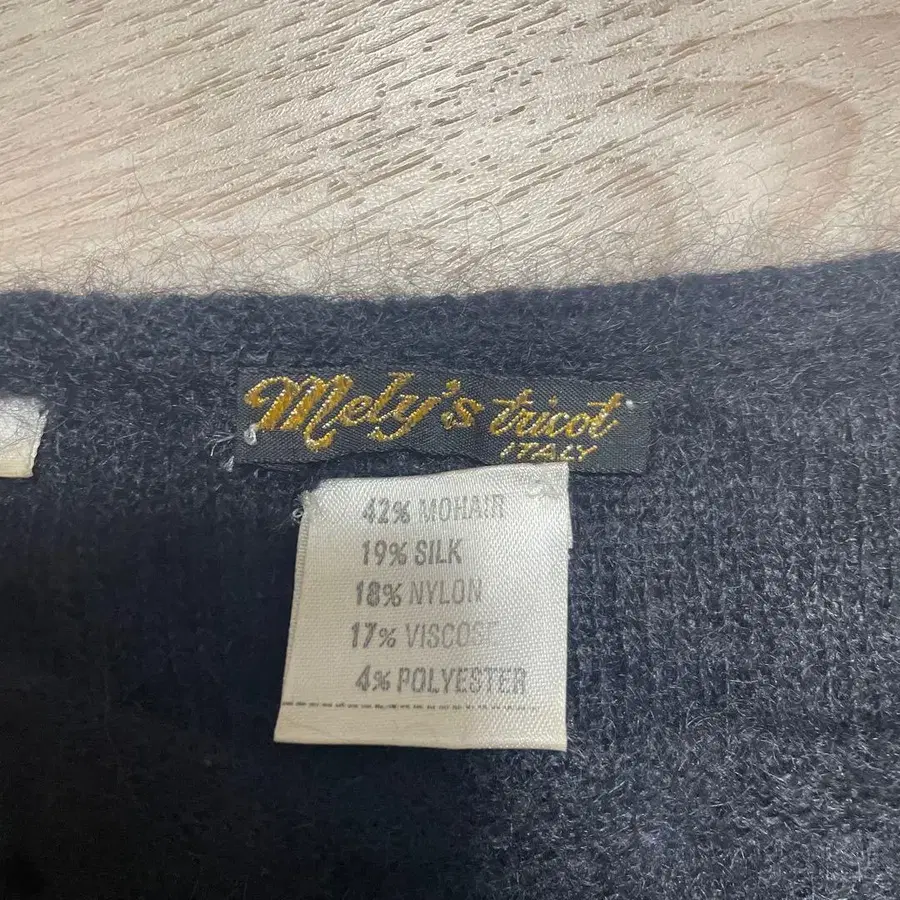 Mely's tricot
ITALY
42% MOHAIR
19% SILK
18% NYLON
17% VISCOSE
4% POLYESTER